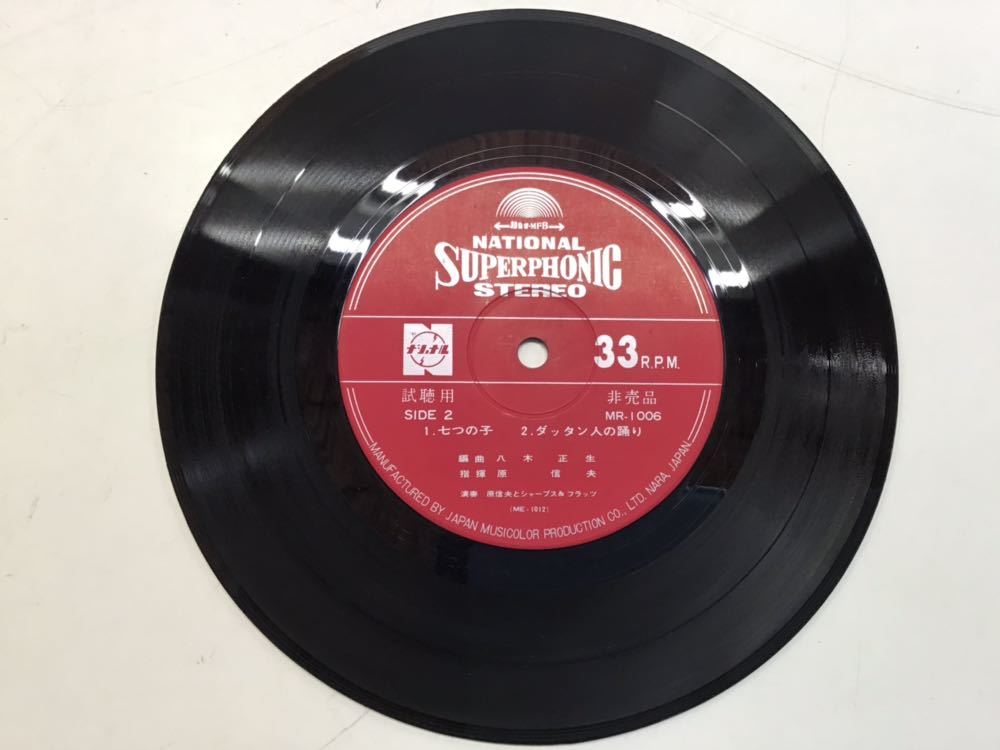 MFB
NATIONAL
SUPERPHONIC
STEREO
ナショナル
33 R.P.M.
試聴用 非売品
SIDE 2 MR-1006
1.七つの子 2.ダッタン人の踊り
編曲 八木正生
指揮 原信夫
演奏 原信夫とシャープス&フラッツ
(ME-1012)
MANUFACTURED BY JAPAN MUSICOLOR PRODUCTION CO., LTD. NARA, JAPAN.